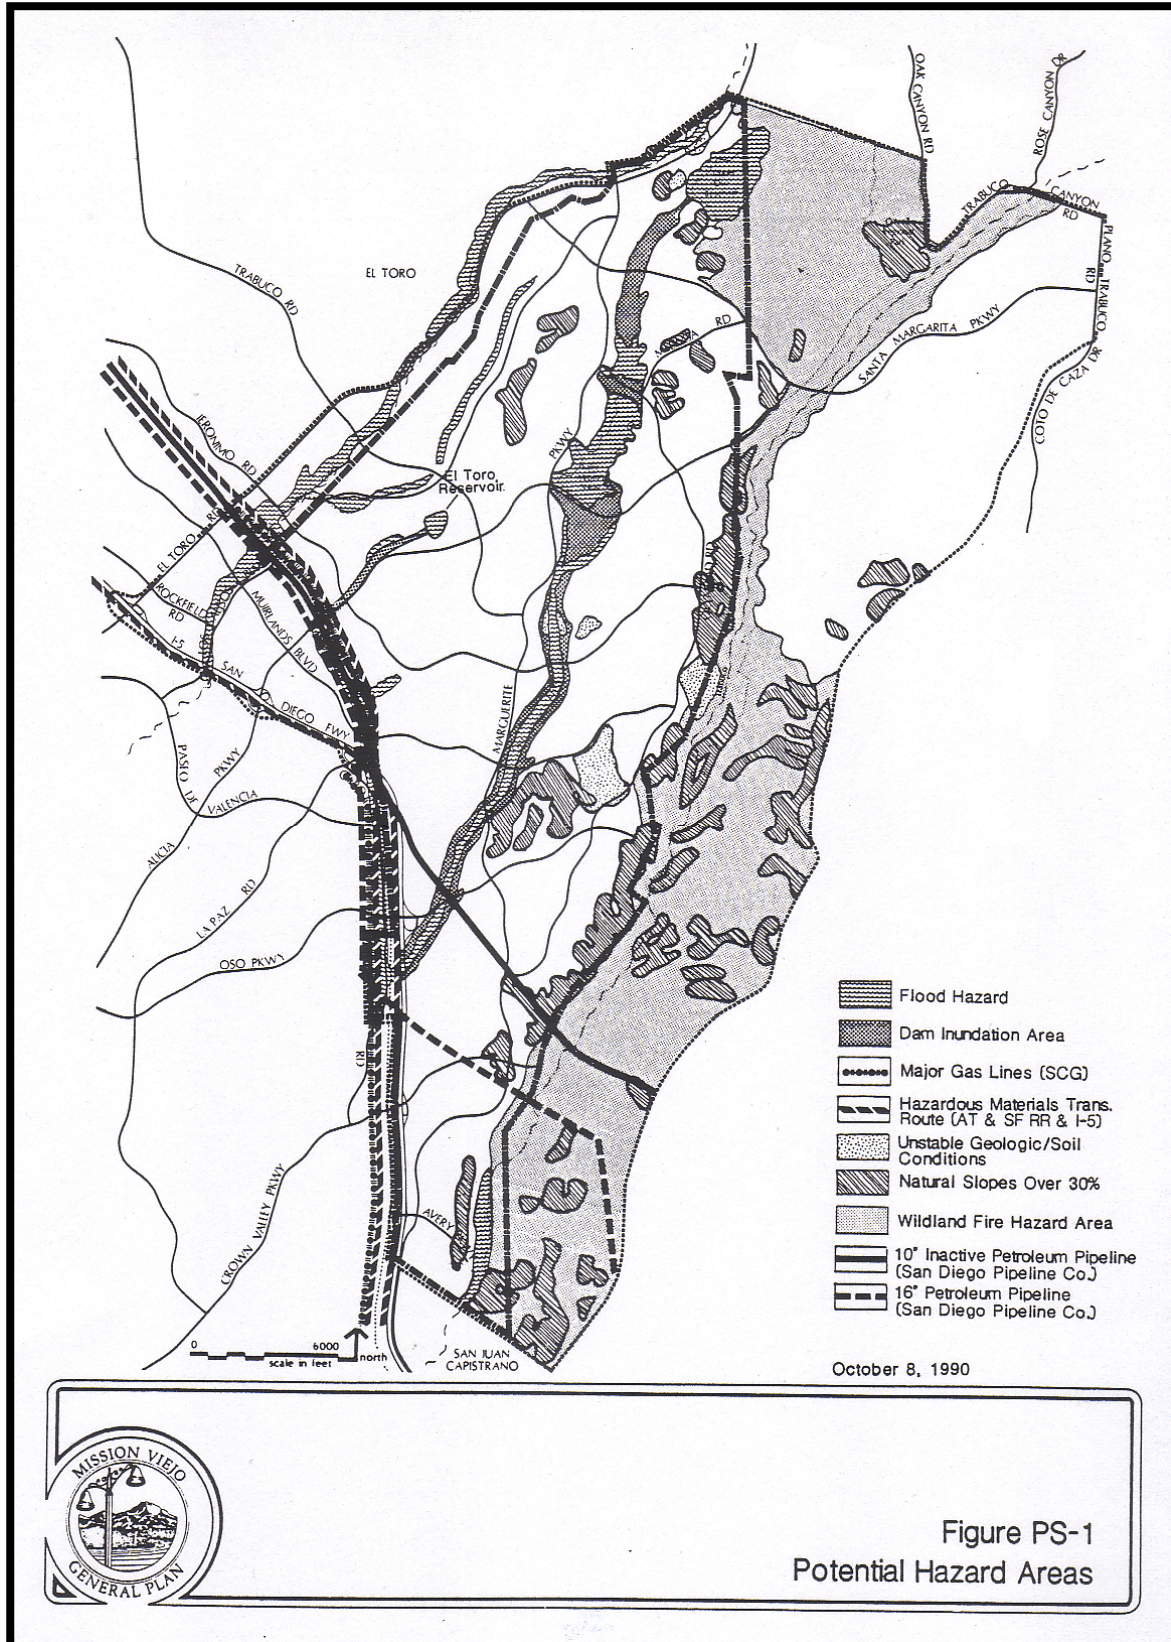 OAK CANYON RD
ROSE CANYON DR
TRABUCO CANYON RD
PLANO TRABUCO RD
TRABUCO RD
EL TORO
SANTA MARGARITA PKWY
COTO DE CAZA DR
RD
JERONIMO RD
PKWY
El Toro
Reservoir
EL TORO RD
ROCKFIELD
RD
MUIRLANDS BLVD
I-5 SAN DIEGO FWY
MARGUERITE
PASEO DE VALENCIA
ALICIA PKWY
LA PAZ RD
OSO PKWY
RD
CROWN VALLEY PKWY
AVERY
SAN JUAN
CAPISTRANO
0 6000
scale in feet
north
Flood Hazard
Dam Inundation Area
Major Gas Lines (SCG)
Hazardous Materials Trans.
Route (AT & SF RR & I-5)
Unstable Geologic/Soil
Conditions
Natural Slopes Over 30%
Wildland Fire Hazard Area
10" Inactive Petroleum Pipeline
(San Diego Pipeline Co.)
16" Petroleum Pipeline
(San Diego Pipeline Co.)
October 8, 1990
MISSION VIEJO
GENERAL PLAN
Figure PS-1
Potential Hazard Areas